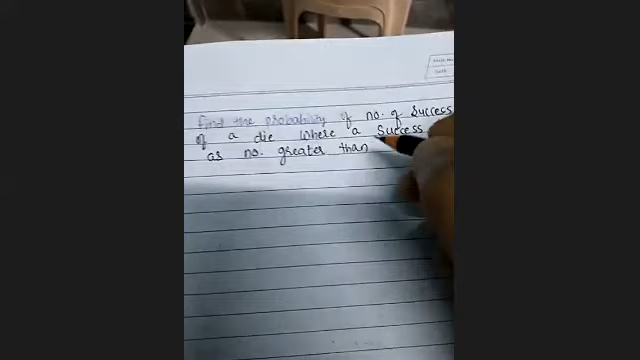 Find the probability of no. of Success
of a die where a Success
as no. greater than